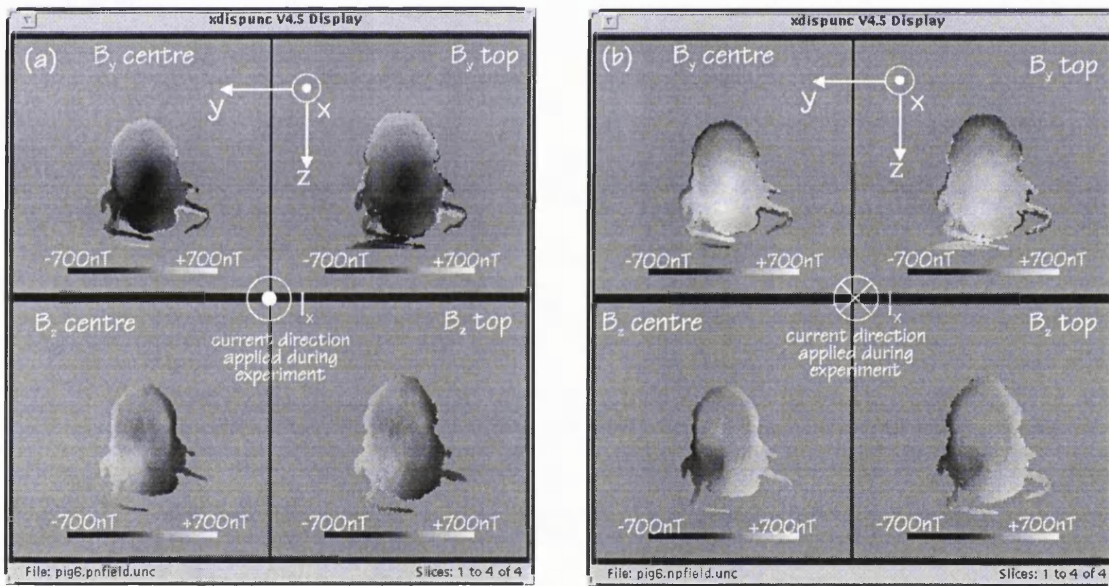 xdispunc V4.5 Display
(a)
By centre
By top
y
x
z
-700nT +700nT
-700nT +700nT
Bz centre
Bz top
Ix
current direction
applied during
experiment
-700nT +700nT
-700nT +700nT
File: pig6.pnfield.unc
Slices: 1 to 4 of 4
xdispunc V4.5 Display
(b)
By centre
By top
y
x
z
-700nT +700nT
-700nT +700nT
Bz centre
Bz top
Ix
current direction
applied during
experiment
-700nT +700nT
-700nT +700nT
File: pig6.npfield.unc
Slices: 1 to 4 of 4